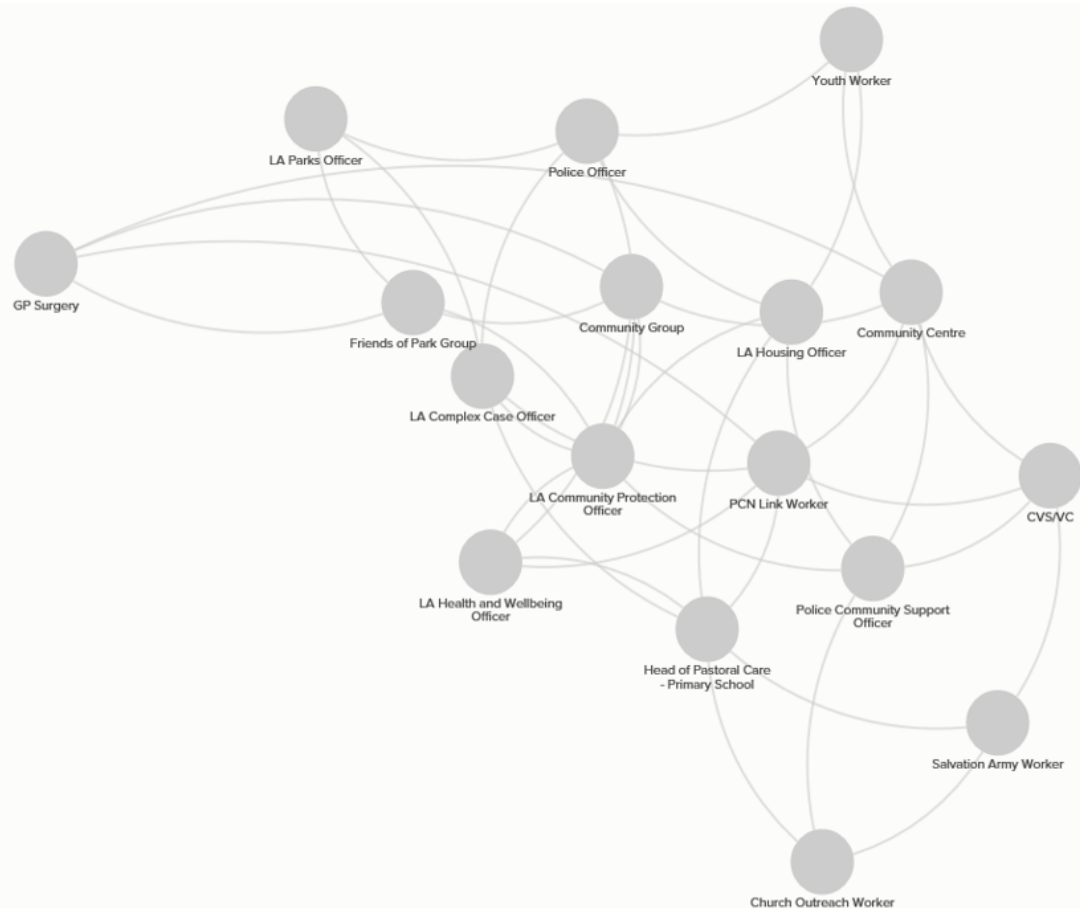 Youth Worker
LA Parks Officer
Police Officer
GP Surgery
Friends of Park Group
Community Group
LA Housing Officer
Community Centre
LA Complex Case Officer
LA Community Protection
Officer
PCN Link Worker
CVS/VC
LA Health and Wellbeing
Officer
Police Community Support
Officer
Head of Pastoral Care
- Primary School
Salvation Army Worker
Church Outreach Worker